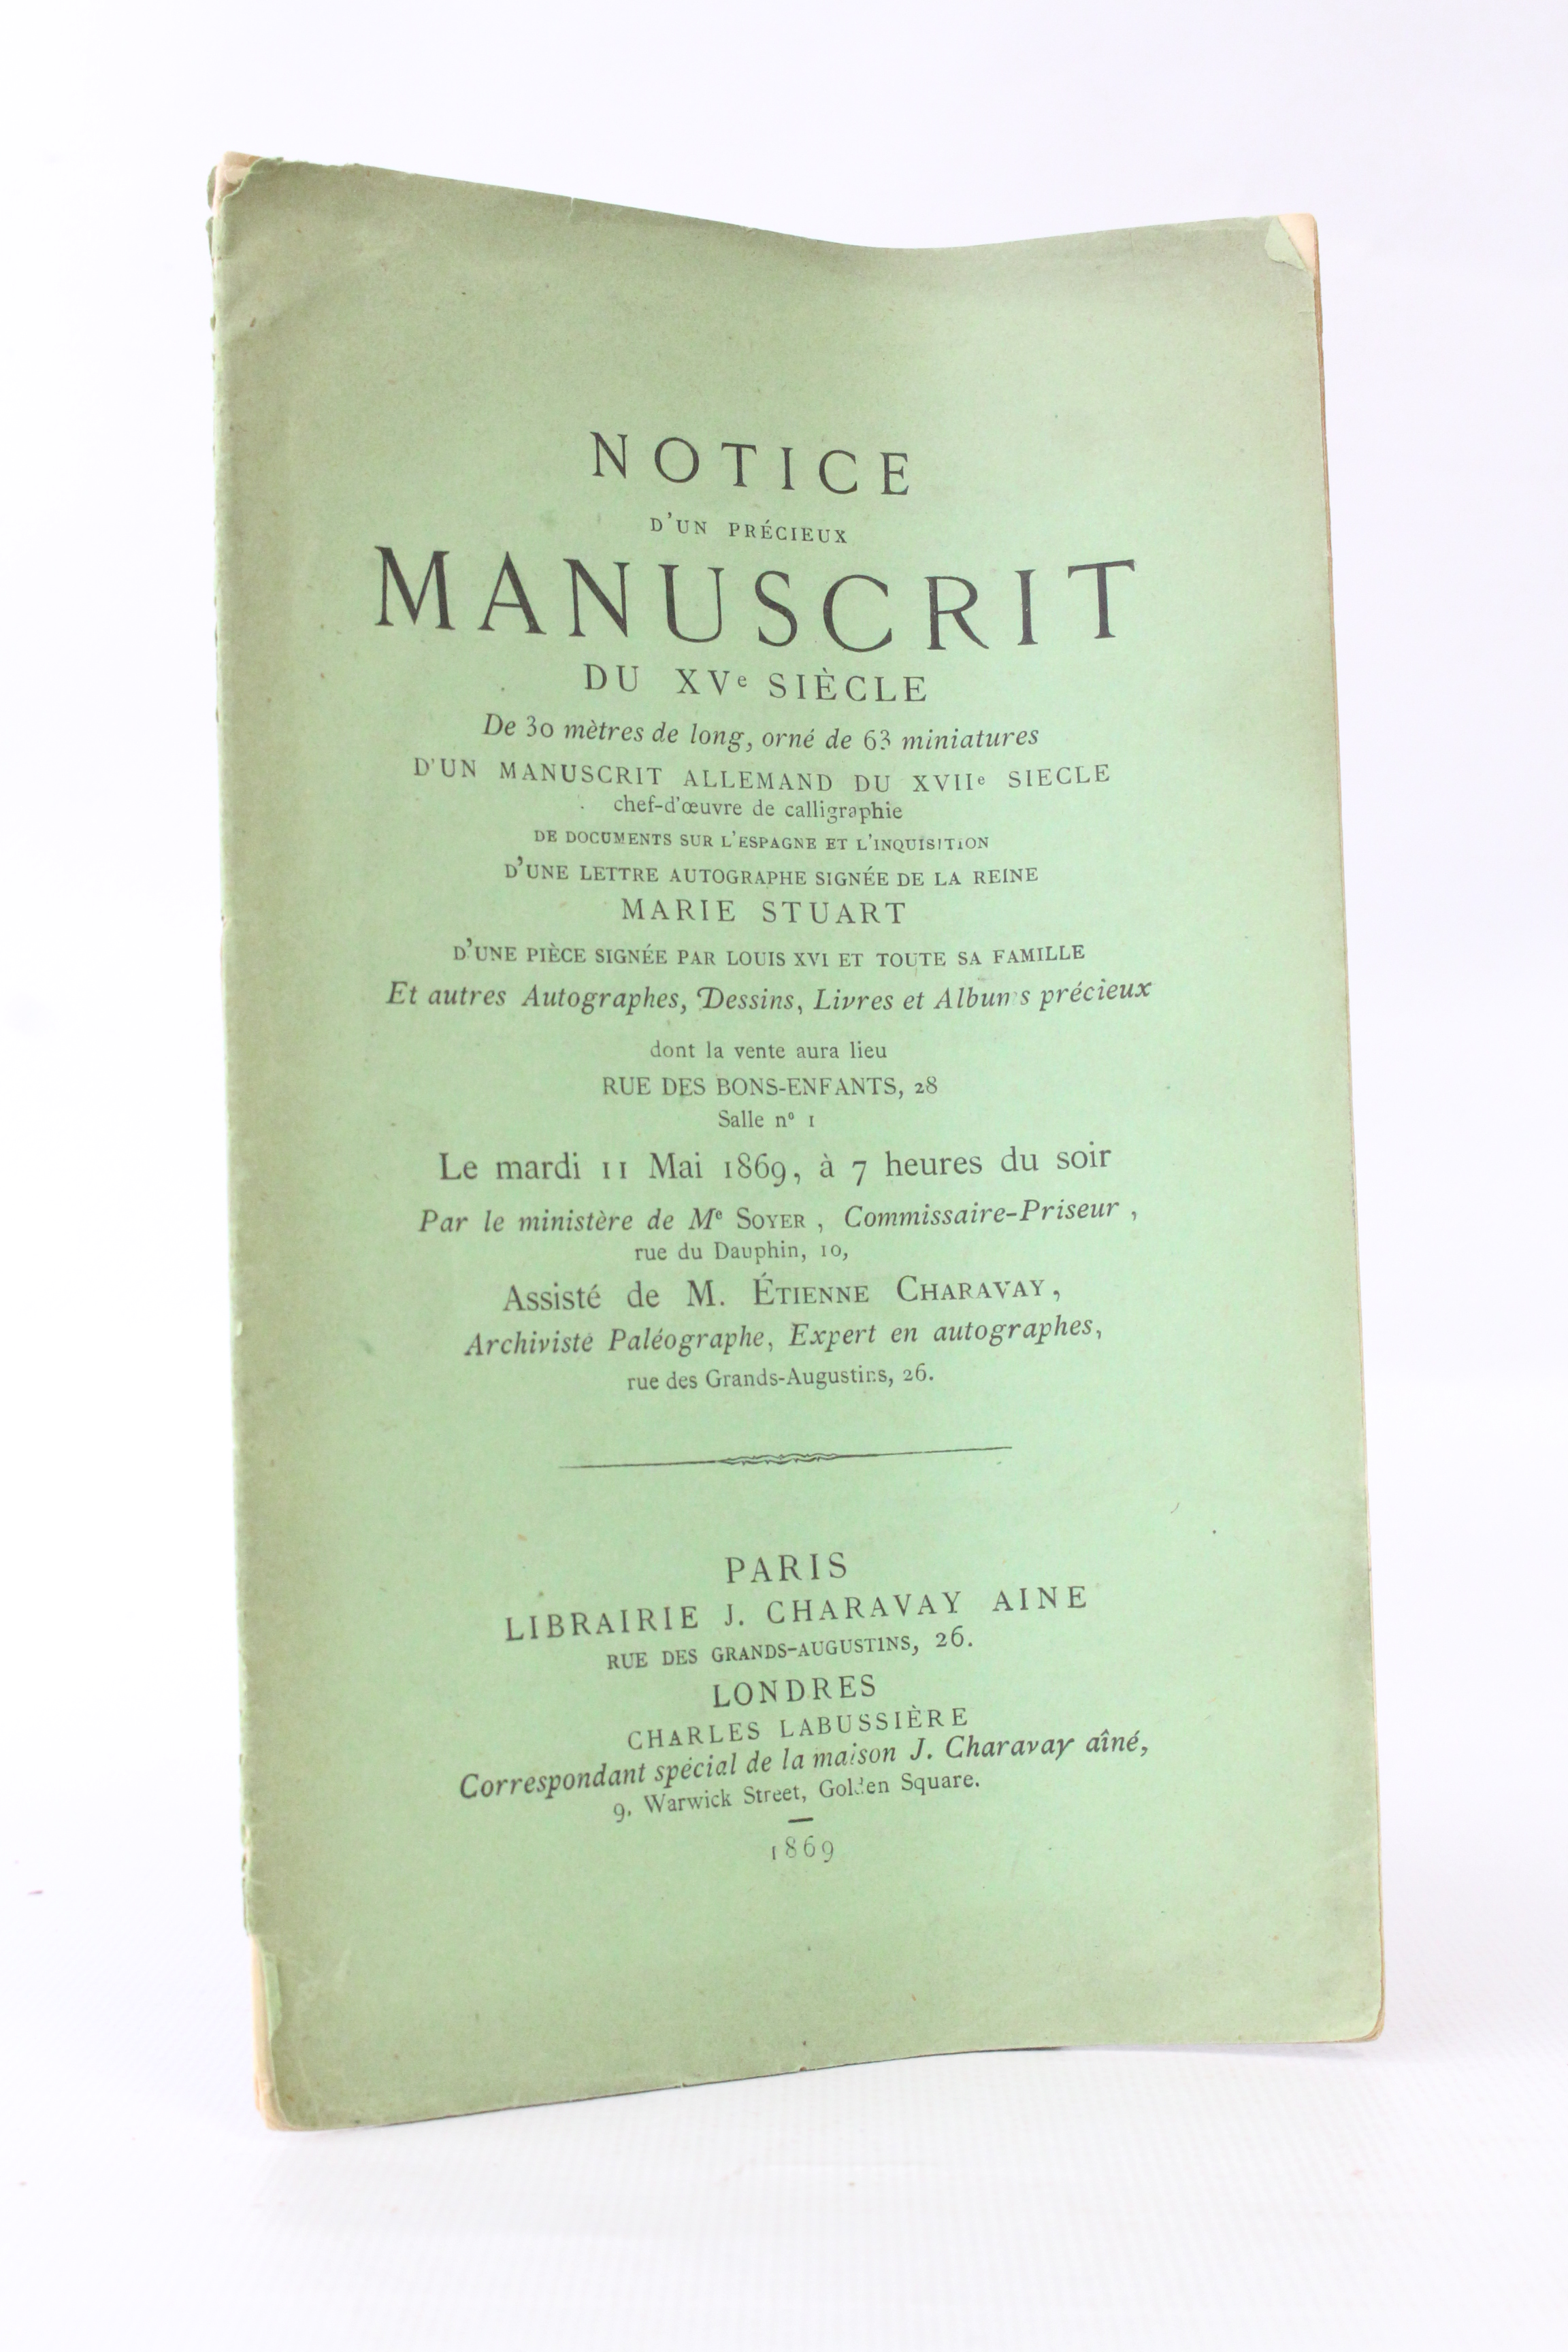 NOTICE
D'UN PRÉCIEUX
MANUSCRIT
DU XVe SIÈCLE
De 30 mètres de long, orné de 63 miniatures
D'UN MANUSCRIT ALLEMAND DU XVIIe SIECLE
chef-d'œuvre de calligraphie
DE DOCUMENTS SUR L'ESPAGNE ET L'INQUISITION
D'UNE LETTRE AUTOGRAPHE SIGNÉE DE LA REINE
MARIE STUART
D'UNE PIÈCE SIGNÉE PAR LOUIS XVI ET TOUTE SA FAMILLE
Et autres Autographes, Dessins, Livres et Albums précieux
dont la vente aura lieu
RUE DES BONS-ENFANTS, 28
Salle n° 1
Le mardi 11 Mai 1869, à 7 heures du soir
Par le ministère de Me SOYER, Commissaire-Priseur,
rue du Dauphin, 10,
Assisté de M. ÉTIENNE CHARAVAY,
Archiviste Paléographe, Expert en autographes,
rue des Grands-Augustins, 26.
PARIS
LIBRAIRIE J. CHARAVAY AINE
RUE DES GRANDS-AUGUSTINS, 26.
LONDRES
CHARLES LABUSSIÈRE
Correspondant spécial de la maison J. Charavay aîné,
9. Warwick Street, Golden Square.
1869